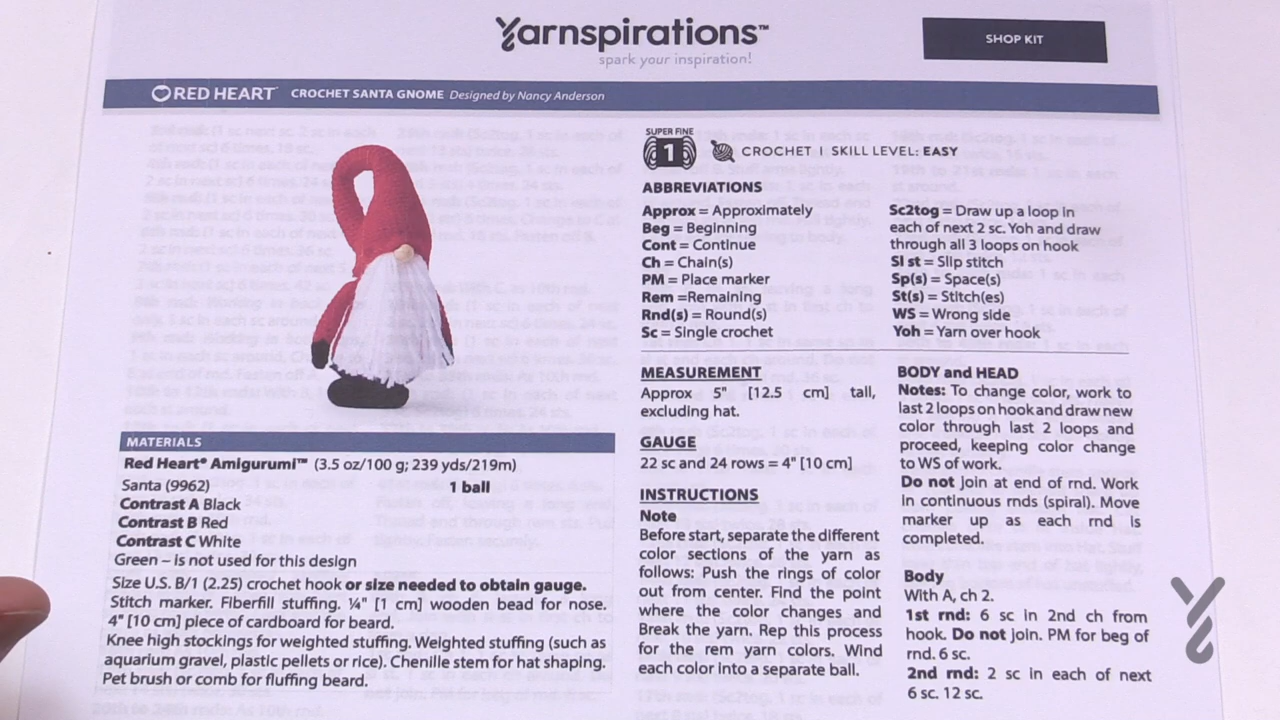 Yarnspirations™
spark your inspiration!
SHOP KIT
RED HEART® CROCHET SANTA GNOME Designed by Nancy Anderson
SUPER FINE
1
CROCHET I SKILL LEVEL: EASY
ABBREVIATIONS
Approx = Approximately
Beg = Beginning
Cont = Continue
Ch = Chain(s)
PM = Place marker
Rem =Remaining
Rnd(s) = Round(s)
Sc = Single crochet
Sc2tog = Draw up a loop in
each of next 2 sc. Yoh and draw
through all 3 loops on hook
Sl st = Slip stitch
Sp(s) = Space(s)
St(s) = Stitch(es)
WS = Wrong side
Yoh = Yarn over hook
MATERIALS
Red Heart® Amigurumi™ (3.5 oz/100 g; 239 yds/219m)
Santa (9962) 1 ball
Contrast A Black
Contrast B Red
Contrast C White
Green – is not used for this design
Size U.S. B/1 (2.25) crochet hook or size needed to obtain gauge.
Stitch marker. Fiberfill stuffing. ¼" [1 cm] wooden bead for nose.
4" [10 cm] piece of cardboard for beard.
Knee high stockings for weighted stuffing. Weighted stuffing (such as
aquarium gravel, plastic pellets or rice). Chenille stem for hat shaping.
Pet brush or comb for fluffing beard.
MEASUREMENT
Approx 5" [12.5 cm] tall,
excluding hat.
GAUGE
22 sc and 24 rows = 4" [10 cm]
INSTRUCTIONS
Note
Before start, separate the different
color sections of the yarn as
follows: Push the rings of color
out from center. Find the point
where the color changes and
Break the yarn. Rep this process
for the rem yarn colors. Wind
each color into a separate ball.
BODY and HEAD
Notes: To change color, work to
last 2 loops on hook and draw new
color through last 2 loops and
proceed, keeping color change
to WS of work.
Do not join at end of rnd. Work
in continuous rnds (spiral). Move
marker up as each rnd is
completed.
Body
With A, ch 2.
1st rnd: 6 sc in 2nd ch from
hook. Do not join. PM for beg of
rnd. 6 sc.
2nd rnd: 2 sc in each of next
6 sc. 12 sc.